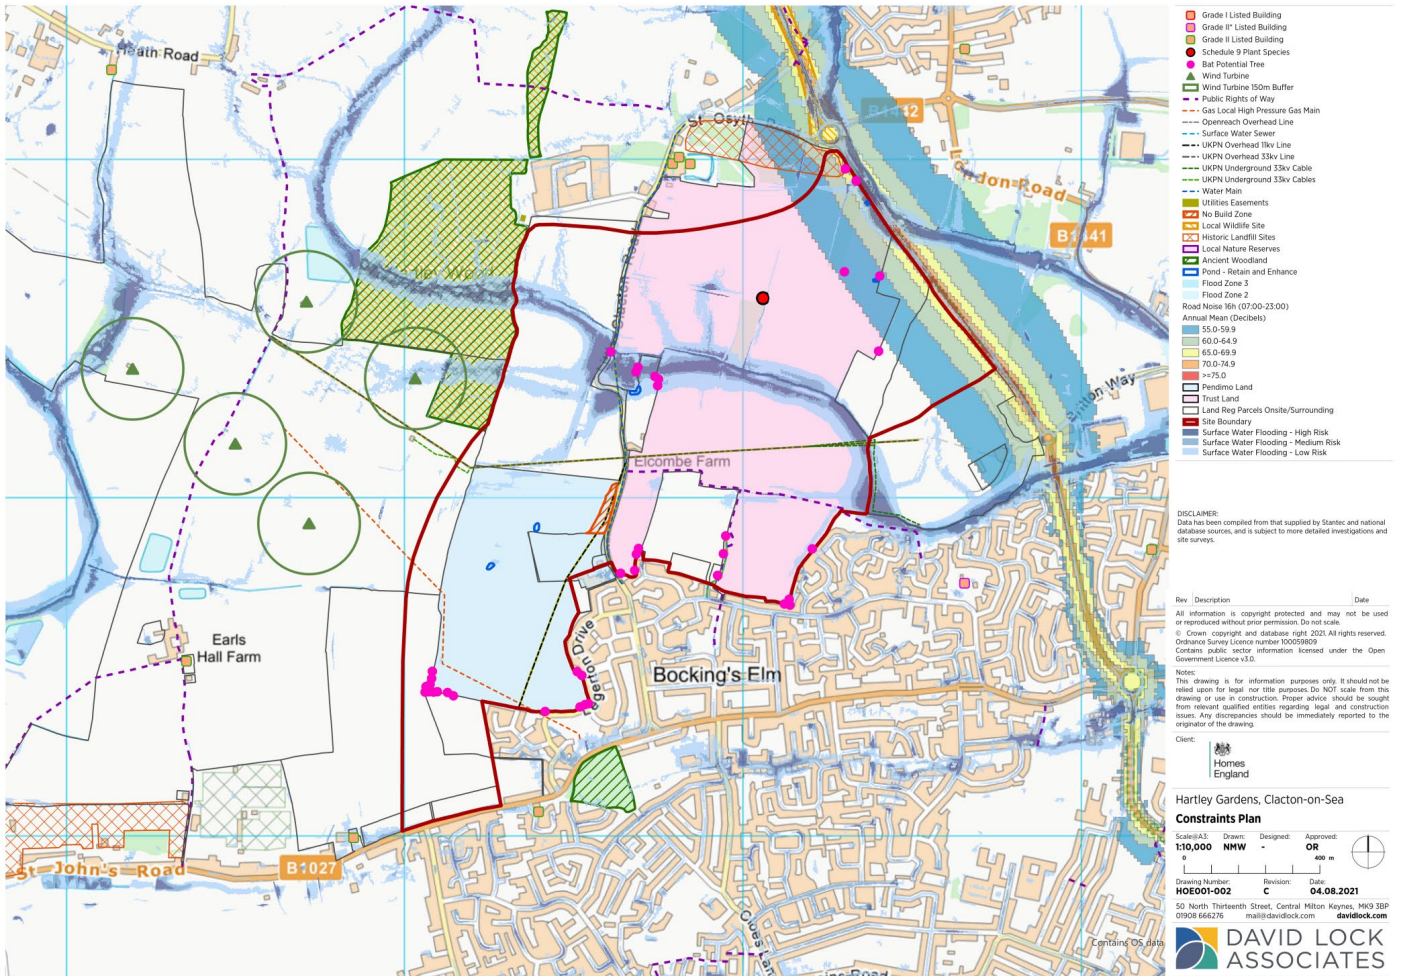 Heath Road
St Osyth
B1442
London Road
B1441
Clacton Road
Elcombe Farm
Earls
Hall Farm
Bocking's Elm
St John's Road
B1027
Contains OS data
Grade I Listed Building
Grade II* Listed Building
Grade II Listed Building
Schedule 9 Plant Species
Bat Potential Tree
Wind Turbine
Wind Turbine 150m Buffer
Public Rights of Way
Gas Local High Pressure Gas Main
Openreach Overhead Line
Surface Water Sewer
UKPN Overhead 11kv Line
UKPN Overhead 33kv Line
UKPN Underground 33kv Cable
UKPN Underground 33kv Cables
Water Main
Utilities Easements
No Build Zone
Local Wildlife Site
Historic Landfill Sites
Local Nature Reserves
Ancient Woodland
Pond - Retain and Enhance
Flood Zone 3
Flood Zone 2
Road Noise 16h (07:00-23:00)
Annual Mean (Decibels)
55.0-59.9
60.0-64.9
65.0-69.9
70.0-74.9
>=75.0
Pendimo Land
Trust Land
Land Reg Parcels Onsite/Surrounding
Site Boundary
Surface Water Flooding - High Risk
Surface Water Flooding - Medium Risk
Surface Water Flooding - Low Risk
DISCLAIMER:
Data has been compiled from that supplied by Stantec and national
database sources, and is subject to more detailed investigations and
site surveys.
Rev Description Date
All information is copyright protected and may not be used
or reproduced without prior permission. Do not scale.
© Crown copyright and database right 2021. All rights reserved.
Ordnance Survey Licence number 100059809
Contains public sector information licensed under the Open
Government Licence v3.0.
Notes:
This drawing is for information purposes only. It should not be
relied upon for legal nor title purposes. Do NOT scale from this
drawing or use in construction. Proper advice should be sought
from relevant qualified entities regarding legal and construction
issues. Any discrepancies should be immediately reported to the
originator of the drawing.
Client:
Homes
England
Hartley Gardens, Clacton-on-Sea
Constraints Plan
Scale@A3: Drawn: Designed: Approved:
1:10,000 NMW - OR
0 400 m
Drawing Number: Revision: Date:
HOE001-002 C 04.08.2021
50 North Thirteenth Street, Central Milton Keynes, MK9 3BP
01908 666276 mail@davidlock.com davidlock.com
DAVID LOCK
ASSOCIATES